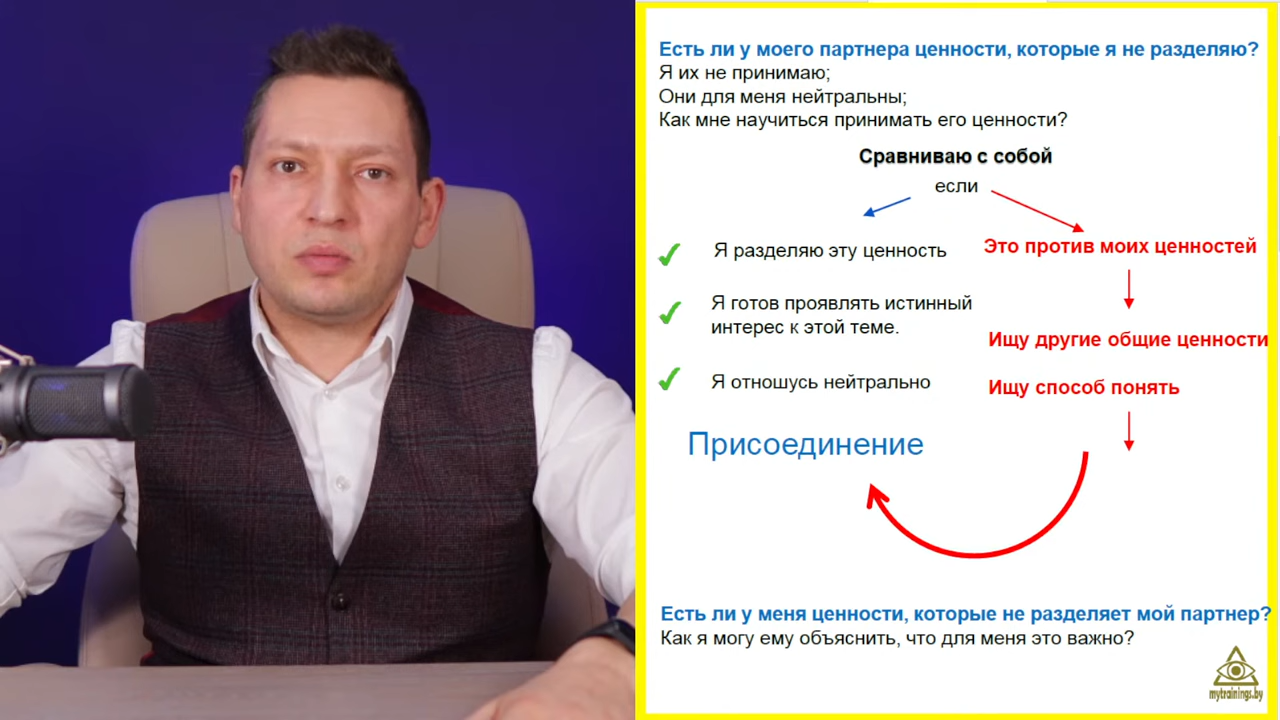 Есть ли у моего партнера ценности, которые я не разделяю?
Я их не принимаю;
Они для меня нейтральны;
Как мне научиться принимать его ценности?
Сравниваю с собой
если
Я разделяю эту ценность
Это против моих ценностей
Я готов проявлять истинный
интерес к этой теме.
Ищу другие общие ценности
Я отношусь нейтрально
Ищу способ понять
Присоединение
Есть ли у меня ценности, которые не разделяет мой партнер?
Как я могу ему объяснить, что для меня это важно?
mytrainings.by